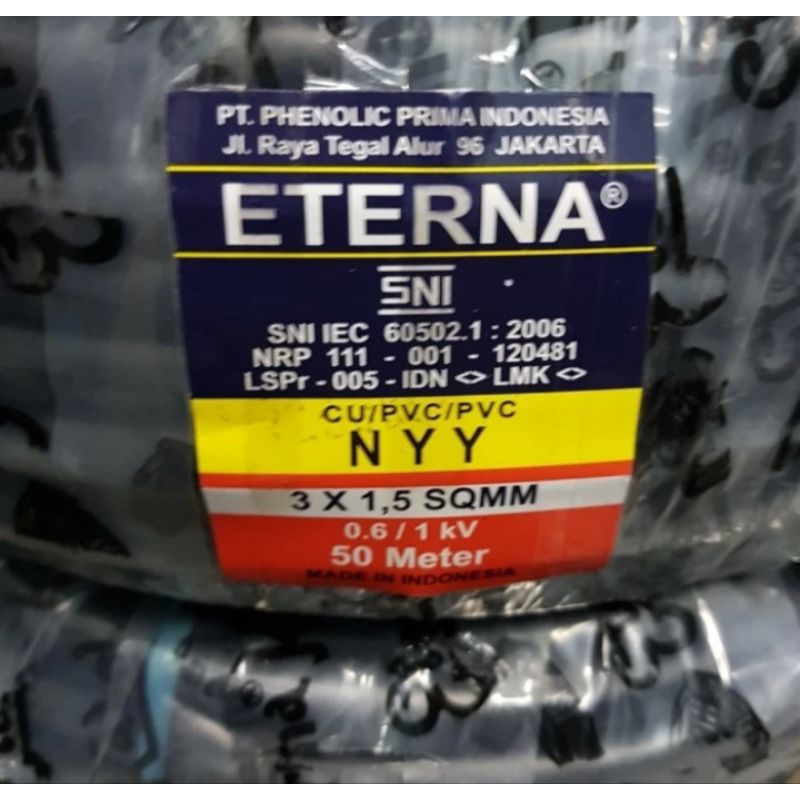 PT. PHENOLIC PRIMA INDONESIA
Jl. Raya Tegal Alur 96 JAKARTA
ETERNA®
SNI
SNI IEC 60502.1 : 2006
NRP 111 - 001 - 120481
LSPr - 005 - IDN <> LMK <>
CU/PVC/PVC
NYY
3 X 1,5 SQMM
0.6 / 1 kV
50 Meter
MADE IN INDONESIA